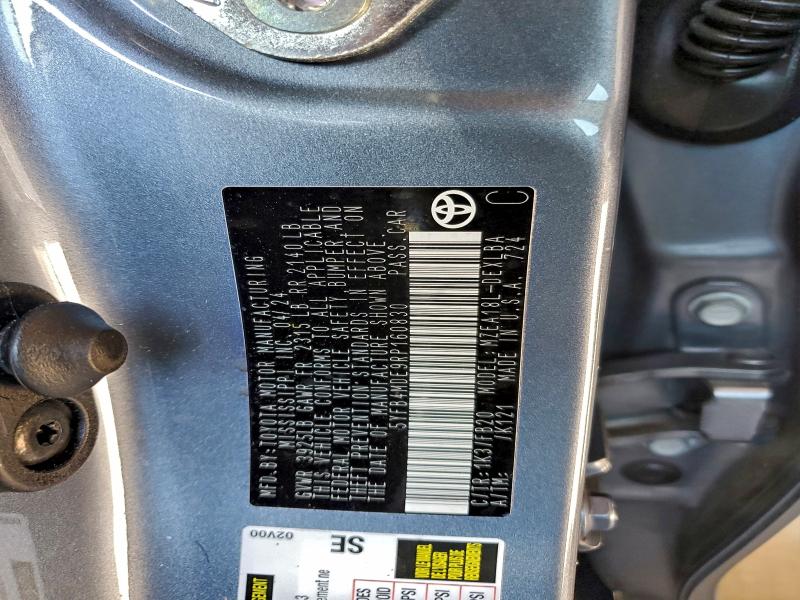 MFD.BY: TOYOTA MOTOR MANUFACTURING
MISSISSIPPI, INC. 04/24
GVWR 3925LB GAWR FR 2315 LB RR 2140 LB
THIS VEHICLE CONFORMS TO ALL APPLICABLE
FEDERAL MOTOR VEHICLE SAFETY, BUMPER AND
THEFT PREVENTION STANDARDS IN EFFECT ON
THE DATE OF MANUFACTURE SHOWN ABOVE.
5YFB4MDE9RP160830 PASS.CAR
C/TR: 1K3/FB20 MODEL: MZEA12L-DEXLBA
A/TM: /K121 MADE IN U.S.A. 7Z4
C
02V00
SE